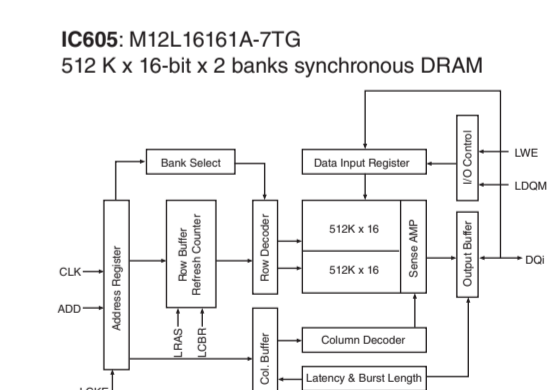 IC605: M12L16161A-7TG
512 K x 16-bit x 2 banks synchronous DRAM
Bank Select
Data Input Register
I/O Control
LWE
LDQM
Address Register
Row Buffer
Refresh Counter
Row Decoder
512K x 16
512K x 16
Sense AMP
Output Buffer
DQi
CLK
ADD
LRAS
LCBR
Col. Buffer
Column Decoder
Latency & Burst Length
LCKE